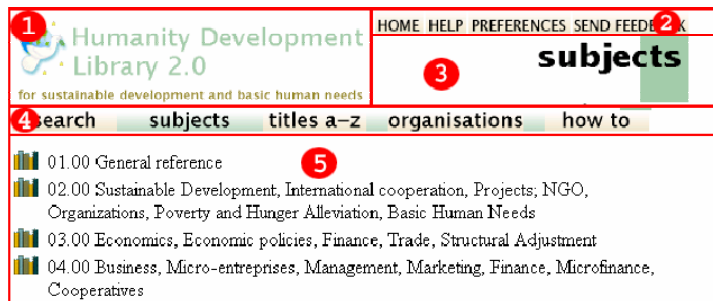 1
Humanity Development
Library 2.0
for sustainable development and basic human needs
HOME HELP PREFERENCES SEND FEEDBACK
2
3
subjects
4
search subjects titles a–z organisations how to
5
01.00 General reference
02.00 Sustainable Development, International cooperation, Projects; NGO,
Organizations, Poverty and Hunger Alleviation, Basic Human Needs
03.00 Economics, Economic policies, Finance, Trade, Structural Adjustment
04.00 Business, Micro-entreprises, Management, Marketing, Finance, Microfinance,
Cooperatives